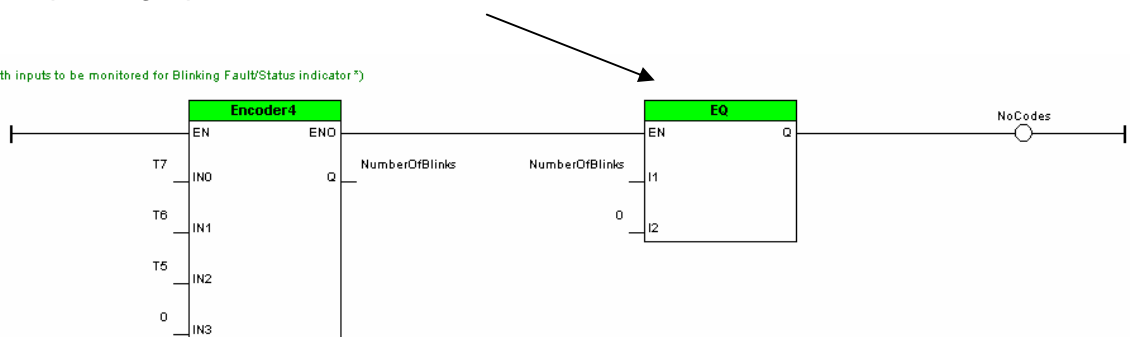 th inputs to be monitored for Blinking Fault/Status indicator *)
Encoder4
EQ
NoCodes
EN ENO
EN Q
T7
IN0 Q
NumberOfBlinks
NumberOfBlinks
I1
T6
IN1
0
I2
T5
IN2
0
IN3